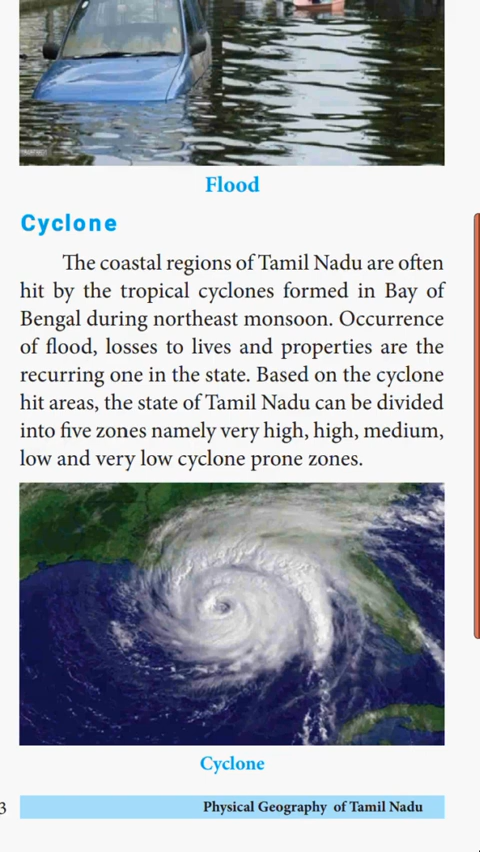 Flood
Cyclone
The coastal regions of Tamil Nadu are often
hit by the tropical cyclones formed in Bay of
Bengal during northeast monsoon. Occurrence
of flood, losses to lives and properties are the
recurring one in the state. Based on the cyclone
hit areas, the state of Tamil Nadu can be divided
into five zones namely very high, high, medium,
low and very low cyclone prone zones.
Cyclone
3
Physical Geography of Tamil Nadu